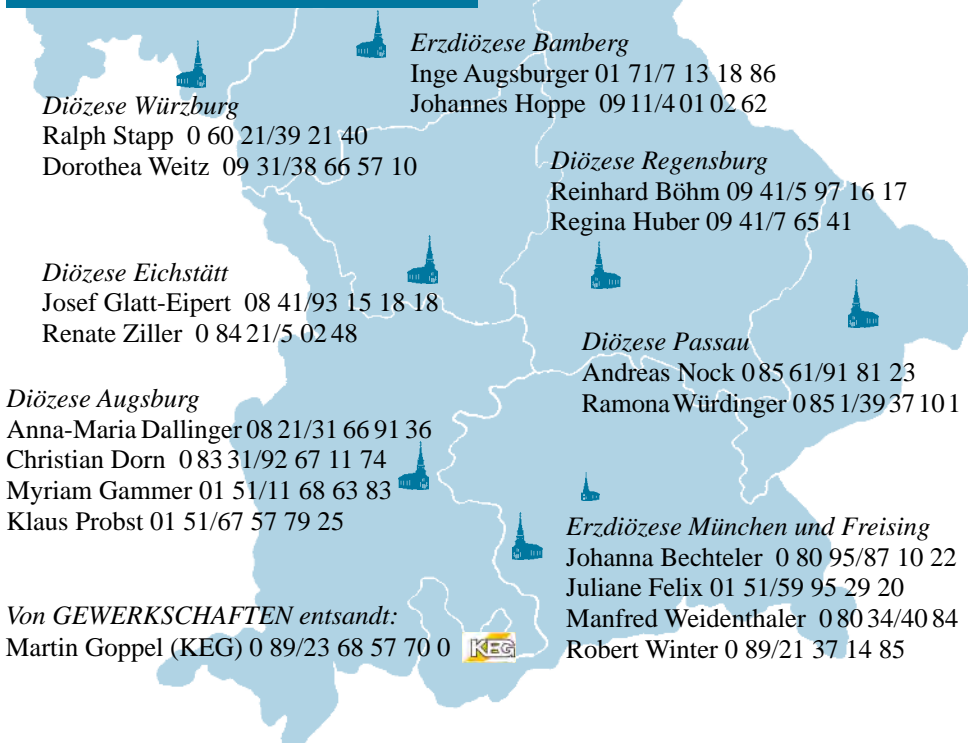 Erzdiözese Bamberg
Inge Augsburger 01 71/7 13 18 86
Johannes Hoppe 09 11/4 01 02 62
Diözese Würzburg
Ralph Stapp 0 60 21/39 21 40
Dorothea Weitz 09 31/38 66 57 10
Diözese Regensburg
Reinhard Böhm 09 41/5 97 16 17
Regina Huber 09 41/7 65 41
Diözese Eichstätt
Josef Glatt-Eipert 08 41/93 15 18 18
Renate Ziller 0 84 21/5 02 48
Diözese Passau
Andreas Nock 0 85 61/91 81 23
Ramona Würdinger 0 85 1/39 37 10 1
Diözese Augsburg
Anna-Maria Dallinger 08 21/31 66 91 36
Christian Dorn 0 83 31/92 67 11 74
Myriam Gammer 01 51/11 68 63 83
Klaus Probst 01 51/67 57 79 25
Erzdiözese München und Freising
Johanna Bechteler 0 80 95/87 10 22
Juliane Felix 01 51/59 95 29 20
Manfred Weidenthaler 0 80 34/40 84
Robert Winter 0 89/21 37 14 85
Von GEWERKSCHAFTEN entsandt:
Martin Goppel (KEG) 0 89/23 68 57 70 0
KEG